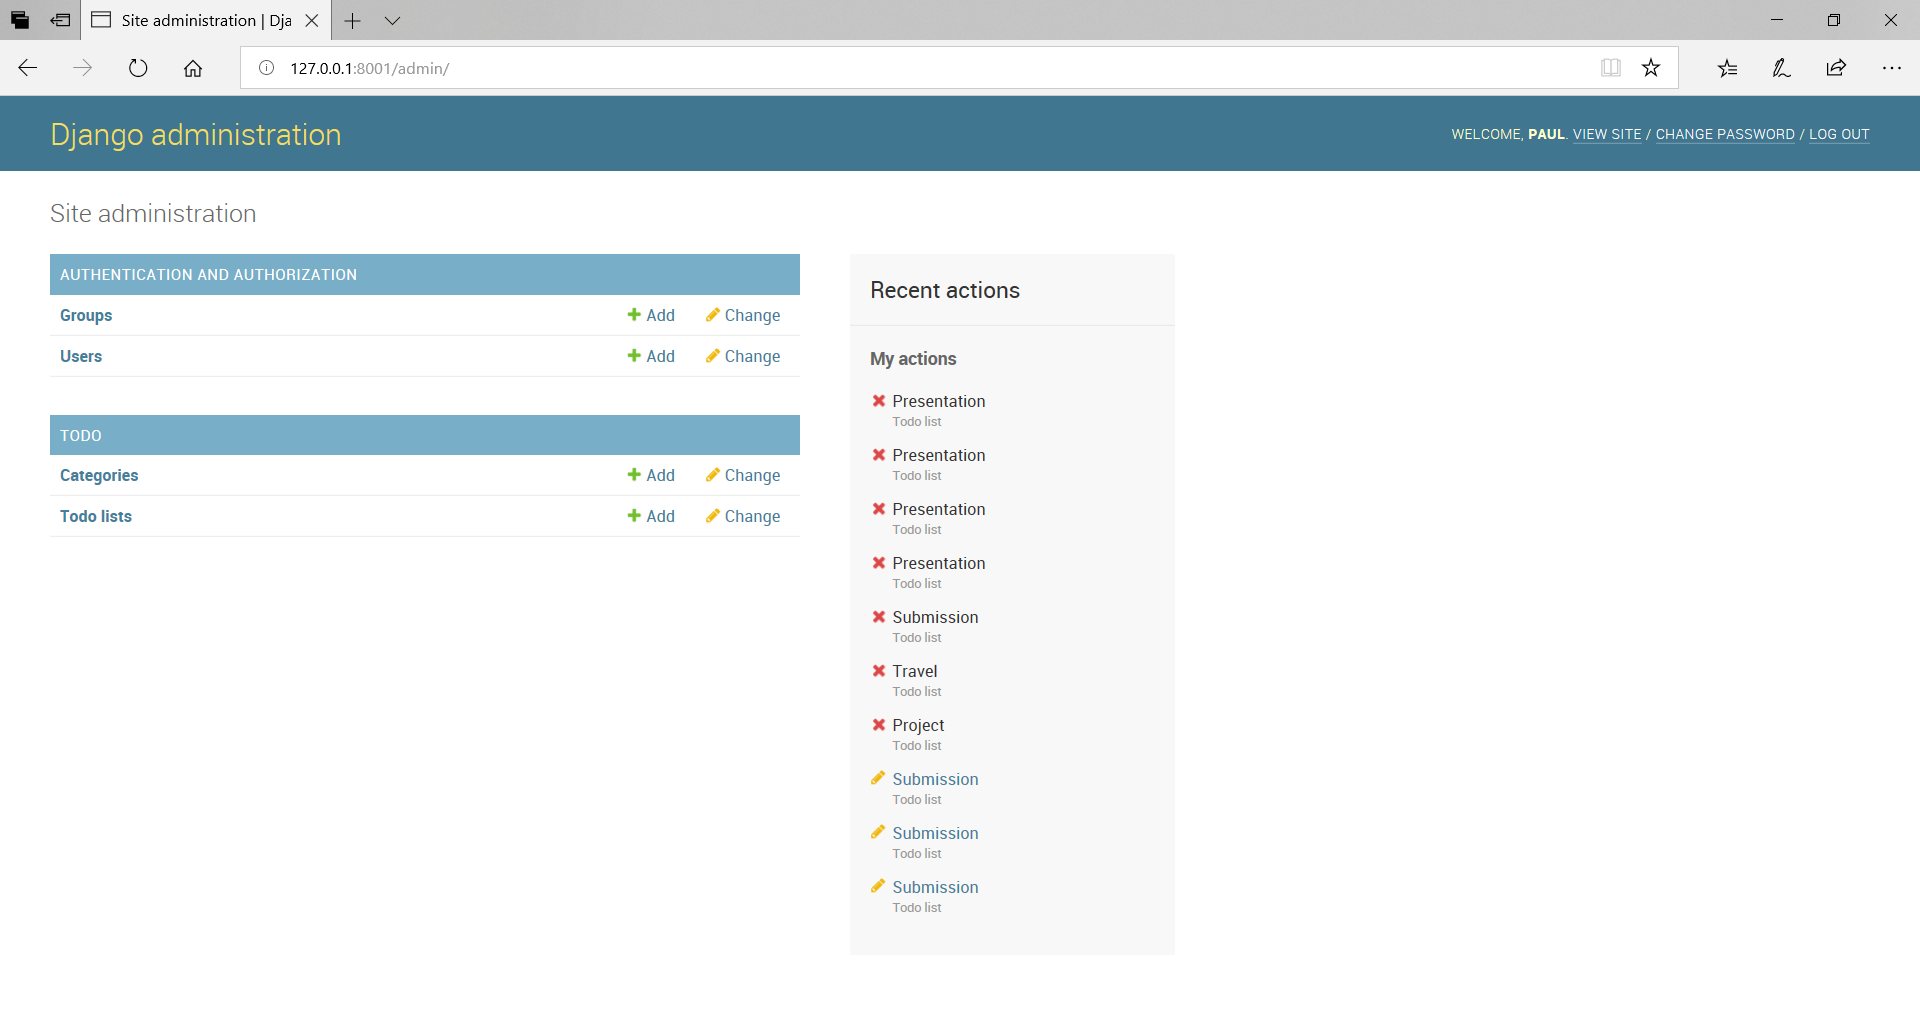 Site administration | Dja
127.0.0.1:8001/admin/
Django administration
WELCOME, PAUL. VIEW SITE / CHANGE PASSWORD / LOG OUT
Site administration
AUTHENTICATION AND AUTHORIZATION
Groups Add Change
Users Add Change
TODO
Categories Add Change
Todo lists Add Change
Recent actions
My actions
Presentation
Todo list
Presentation
Todo list
Presentation
Todo list
Presentation
Todo list
Submission
Todo list
Travel
Todo list
Project
Todo list
Submission
Todo list
Submission
Todo list
Submission
Todo list